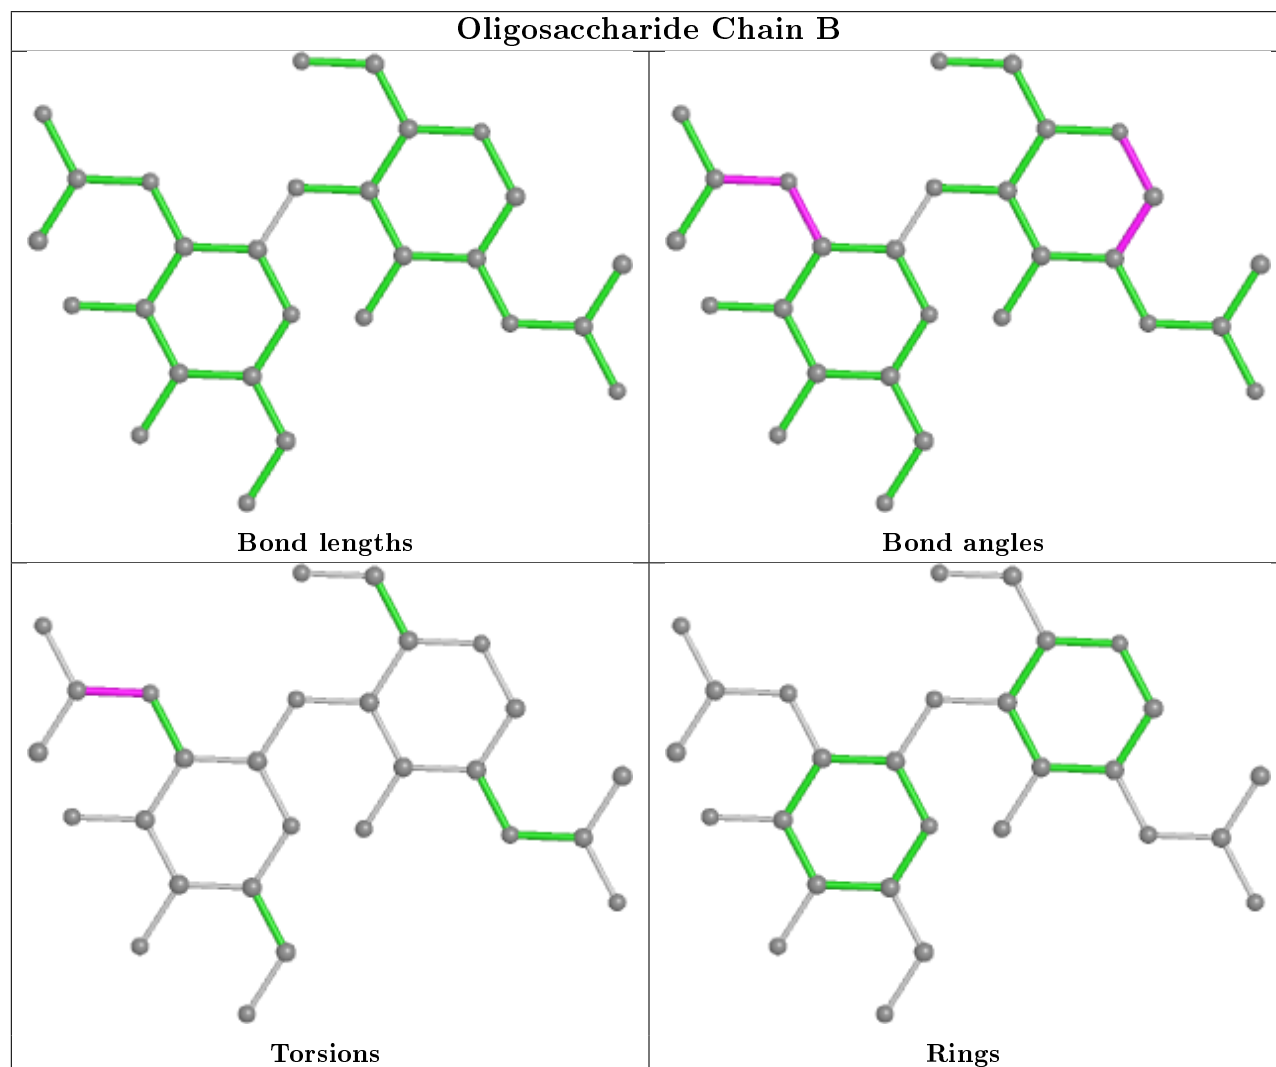 Oligosaccharide Chain B
Bond lengths
Bond angles
Torsions
Rings